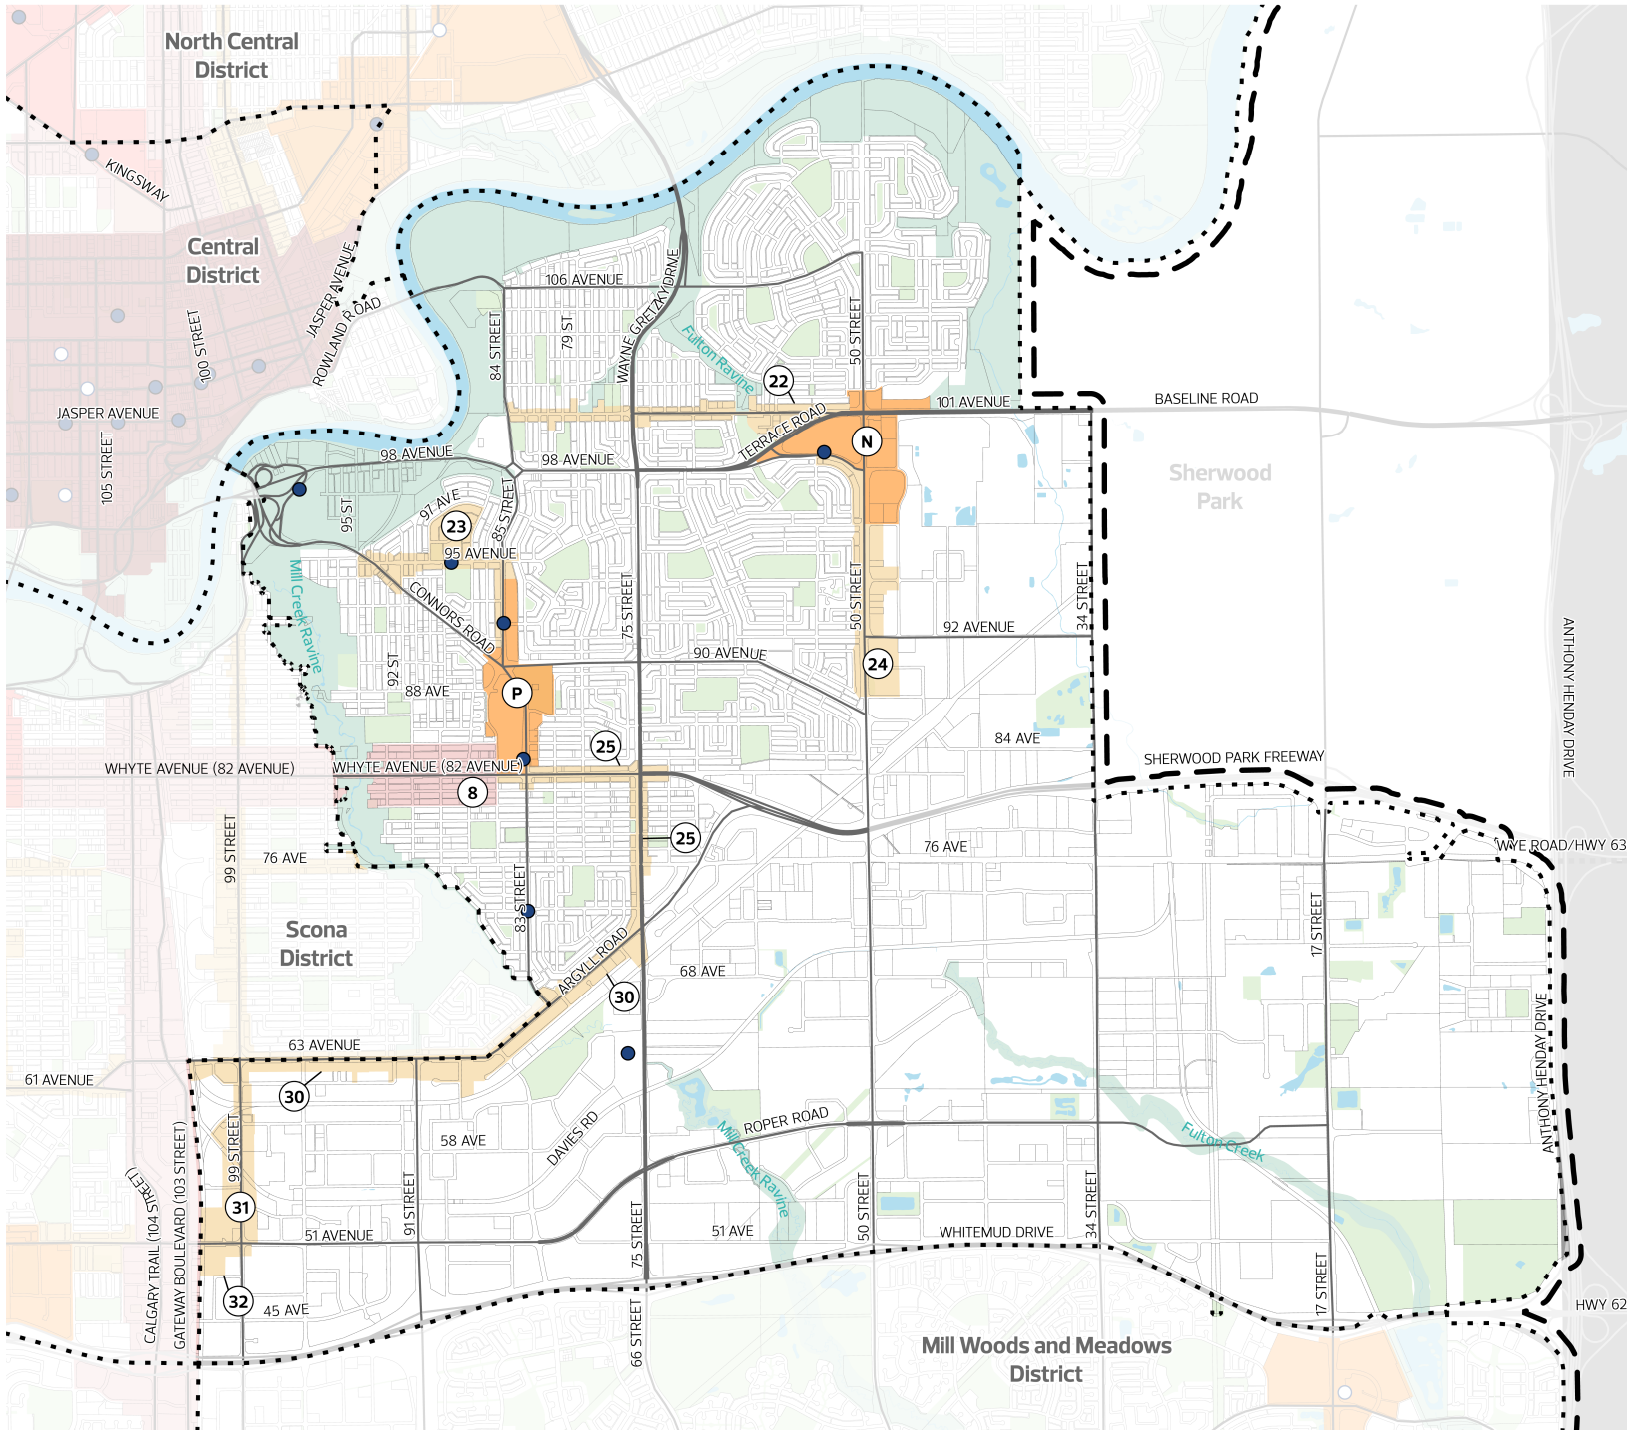 North Central
District
KINGSWAY
Central
District
JASPER AVENUE
ROWLAND ROAD
100 STREET
JASPER AVENUE
105 STREET
106 AVENUE
84 STREET
79 ST
WAYNE GRETZKY DRIVE
Fulton Ravine
50 STREET
22
101 AVENUE
BASELINE ROAD
TERRACE ROAD
N
98 AVENUE
98 AVENUE
Sherwood
Park
97 AVE
95 ST
23
85 STREET
95 AVENUE
Mill Creek Ravine
CONNORS ROAD
75 STREET
50 STREET
34 STREET
92 AVENUE
90 AVENUE
24
92 ST
88 AVE
P
ANTHONY HENDAY DRIVE
84 AVE
25
SHERWOOD PARK FREEWAY
WHYTE AVENUE (82 AVENUE)
WHYTE AVENUE (82 AVENUE)
8
25
99 STREET
76 AVE
76 AVE
WYE ROAD/HWY 63
83 STREET
17 STREET
Scona
District
ARGYLL ROAD
68 AVE
30
63 AVENUE
61 AVENUE
30
ANTHONY HENDAY DRIVE
58 AVE
DAVIES RD
ROPER ROAD
Mill Creek Ravine
Fulton Creek
99 STREET
CALGARY TRAIL (104 STREET)
GATEWAY BOULEVARD (103 STREET)
31
91 STREET
51 AVENUE
75 STREET
51 AVE
50 STREET
WHITEMUD DRIVE
34 STREET
17 STREET
32
45 AVE
66 STREET
HWY 62
Mill Woods and Meadows
District